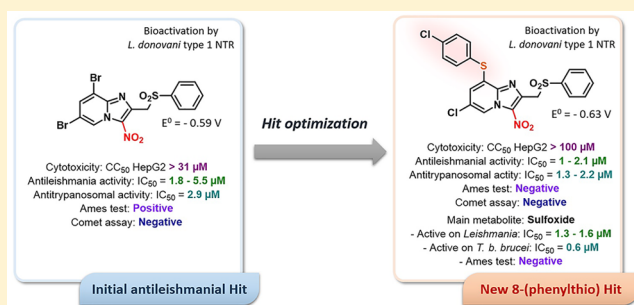 Bioactivation by
L. donovani type 1 NTR
Br
Br
N
N
O₂
S
NO₂
E⁰ = - 0.59 V
Cytotoxicity: CC₅₀ HepG2 > 31 µM
Antileishmania activity: IC₅₀ = 1.8 - 5.5 µM
Antitrypanosomal activity: IC₅₀ = 2.9 µM
Ames test: Positive
Comet assay: Negative
Initial antileishmanial Hit
Hit optimization
Bioactivation by
L. donovani type 1 NTR
Cl
S
N
N
Cl
O₂
S
NO₂
E⁰ = - 0.63 V
Cytotoxicity: CC₅₀ HepG2 > 100 µM
Antileishmanial activity: IC₅₀ = 1 - 2.1 µM
Antitrypanosomal actity: IC₅₀ = 1.3 - 2.2 µM
Ames test: Negative
Comet assay: Negative
Main metabolite: Sulfoxide
- Active on Leishmania: IC₅₀ = 1.3 - 1.6 µM
- Active on T. b. brucei: IC₅₀ = 0.6 µM
- Ames test: Negative
New 8-(phenylthio) Hit